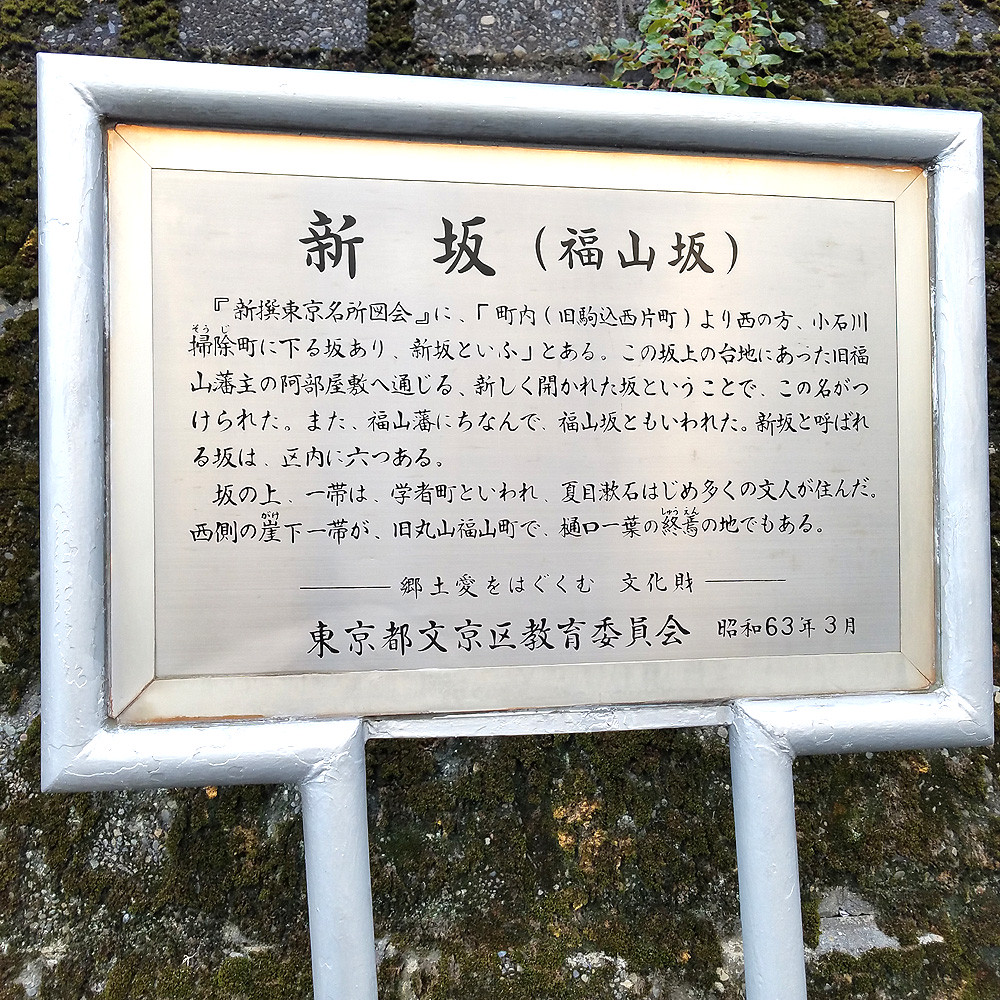 新 坂 (福山坂)
『新撰東京名所図会』に、「町内(旧駒込西片町)より西の方、小石川
そうじ
掃除町に下る坂あり、新坂といふ」とある。この坂上の台地にあった旧福
山藩主の阿部屋敷へ通じる、新しく開かれた坂ということで、この名がつ
けられた。また、福山藩にちなんで、福山坂ともいわれた。新坂と呼ばれ
る坂は、区内に六つある。
坂の上、一帯は、学者町といわれ、夏目漱石はじめ多くの文人が住んだ。
がけ しゅうえん
西側の崖下一帯が、旧丸山福山町で、樋口一葉の終焉の地でもある。
郷土愛をはぐくむ 文化財
東京都文京区教育委員会 昭和63年3月